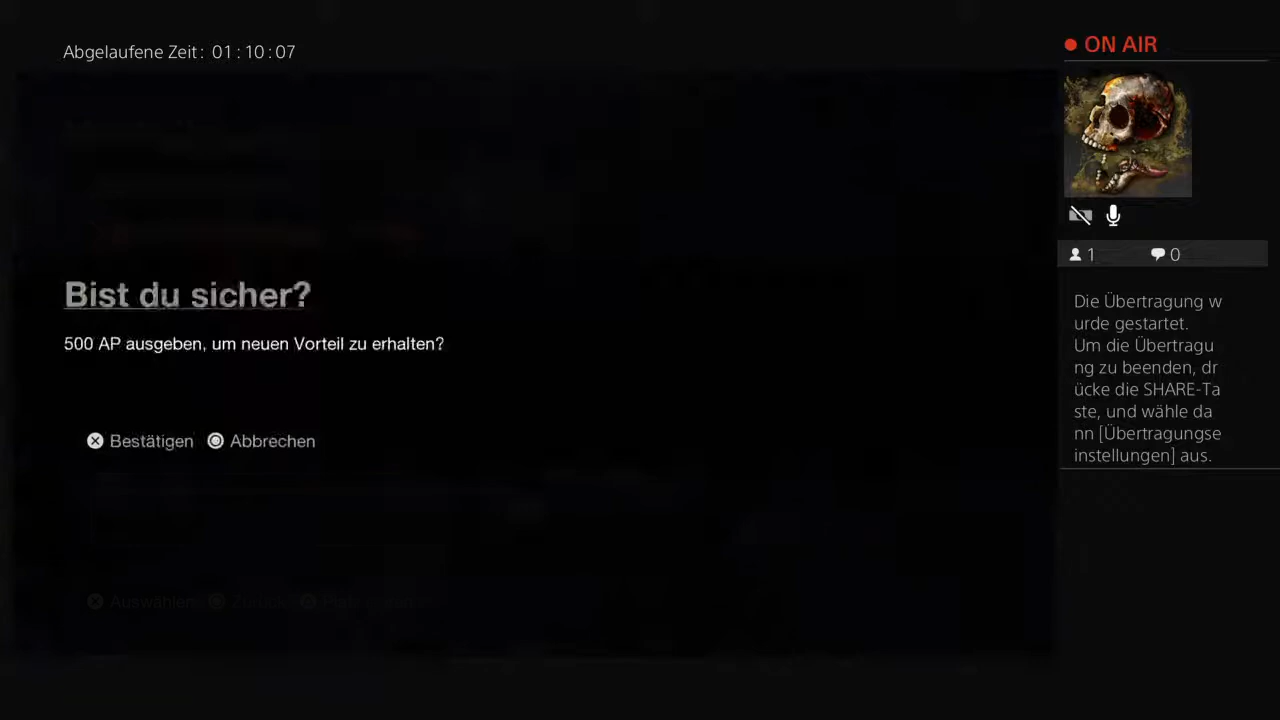 Abgelaufene Zeit: 01:10:07
ON AIR
1 0
Bist du sicher?
500 AP ausgeben, um neuen Vorteil zu erhalten?
Bestätigen Abbrechen
Die Übertragung w
urde gestartet.
Um die Übertragu
ng zu beenden, dr
ücke die SHARE-Ta
ste, und wähle da
nn [Übertragungse
instellungen] aus.
Auswählen Zurück